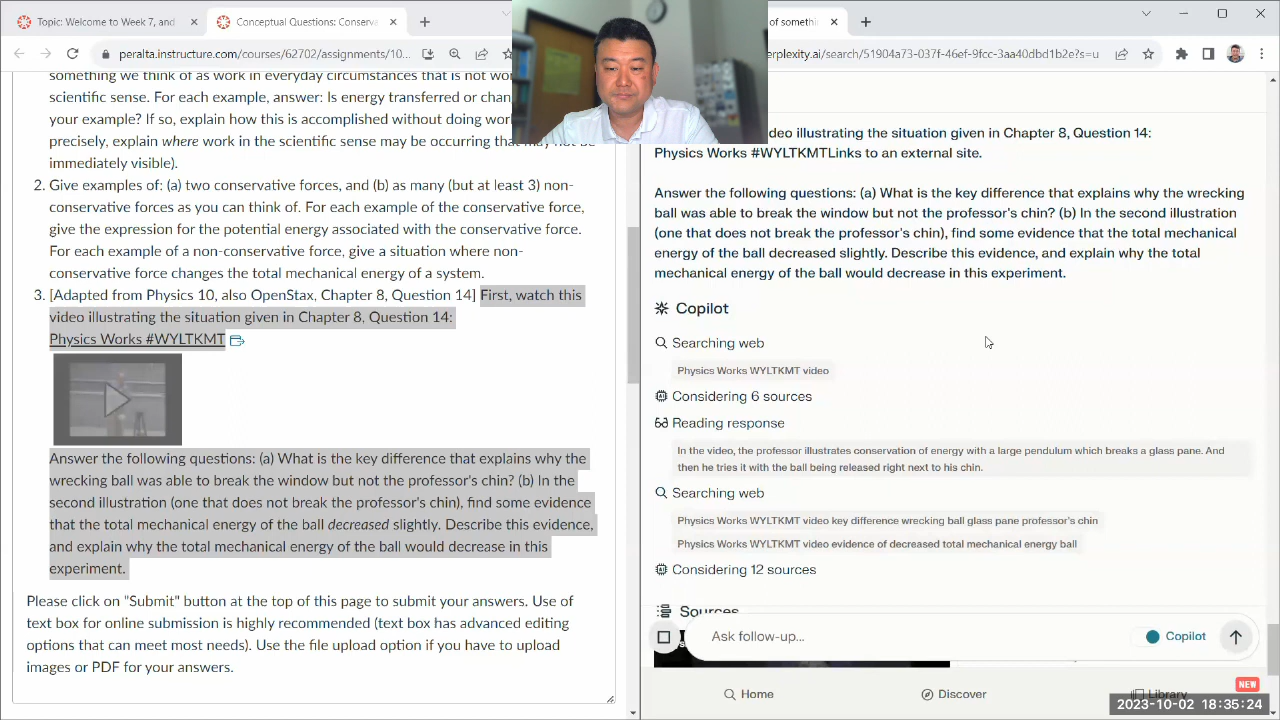 Topic: Welcome to Week 7, and
Conceptual Questions: Conserva
of somethi
peralta.instructure.com/courses/62702/assignments/10...
erplexity.ai/search/51904a73-037f-46ef-9fcc-3aa40dbd1b2e?s=u
something we think of as work in everyday circumstances that is not wo
scientific sense. For each example, answer: Is energy transferred or chan
your example? If so, explain how this is accomplished without doing wor
precisely, explain where work in the scientific sense may be occurring that may not be
immediately visible).
2. Give examples of: (a) two conservative forces, and (b) as many (but at least 3) non-
conservative forces as you can think of. For each example of the conservative force,
give the expression for the potential energy associated with the conservative force.
For each example of a non-conservative force, give a situation where non-
conservative force changes the total mechanical energy of a system.
3. [Adapted from Physics 10, also OpenStax, Chapter 8, Question 14] First, watch this
video illustrating the situation given in Chapter 8, Question 14:
Physics Works #WYLTKMT
Answer the following questions: (a) What is the key difference that explains why the
wrecking ball was able to break the window but not the professor's chin? (b) In the
second illustration (one that does not break the professor's chin), find some evidence
that the total mechanical energy of the ball decreased slightly. Describe this evidence,
and explain why the total mechanical energy of the ball would decrease in this
experiment.
Please click on "Submit" button at the top of this page to submit your answers. Use of
text box for online submission is highly recommended (text box has advanced editing
options that can meet most needs). Use the file upload option if you have to upload
images or PDF for your answers.
deo illustrating the situation given in Chapter 8, Question 14:
Physics Works #WYLTKMTLinks to an external site.
Answer the following questions: (a) What is the key difference that explains why the wrecking
ball was able to break the window but not the professor's chin? (b) In the second illustration
(one that does not break the professor's chin), find some evidence that the total mechanical
energy of the ball decreased slightly. Describe this evidence, and explain why the total
mechanical energy of the ball would decrease in this experiment.
Copilot
Searching web
Physics Works WYLTKMT video
Considering 6 sources
Reading response
In the video, the professor illustrates conservation of energy with a large pendulum which breaks a glass pane. And
then he tries it with the ball being released right next to his chin.
Searching web
Physics Works WYLTKMT video key difference wrecking ball glass pane professor's chin
Physics Works WYLTKMT video evidence of decreased total mechanical energy ball
Considering 12 sources
Sources
Ask follow-up...
Copilot
NEW
Home
Discover
Library
2023-10-02 18:35:24